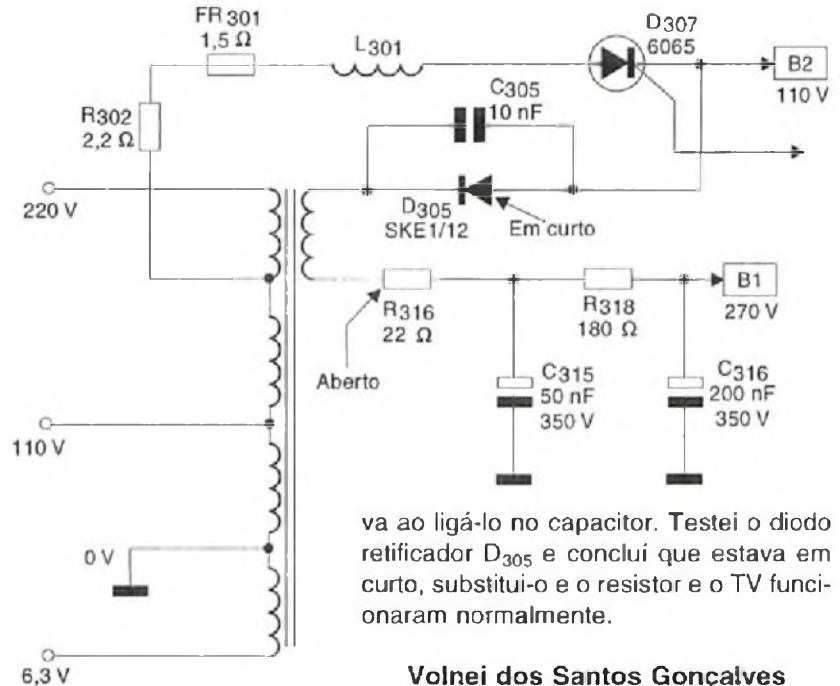 FR301
1,5 Ω
L301
D307
6065
B2
110 V
C305
10 nF
R302
2,2 Ω
220 V
D305
SKE1/12
Em curto
R316
22 Ω
R318
180 Ω
B1
270 V
Aberto
C315
50 nF
350 V
C316
200 nF
350 V
110 V
0 V
6,3 V
va ao ligá-lo no capacitor. Testei o diodo
retificador D305 e concluí que estava em
curto, substitui-o e o resistor e o TV funci-
onaram normalmente.
Volnei dos Santos Gonçalves